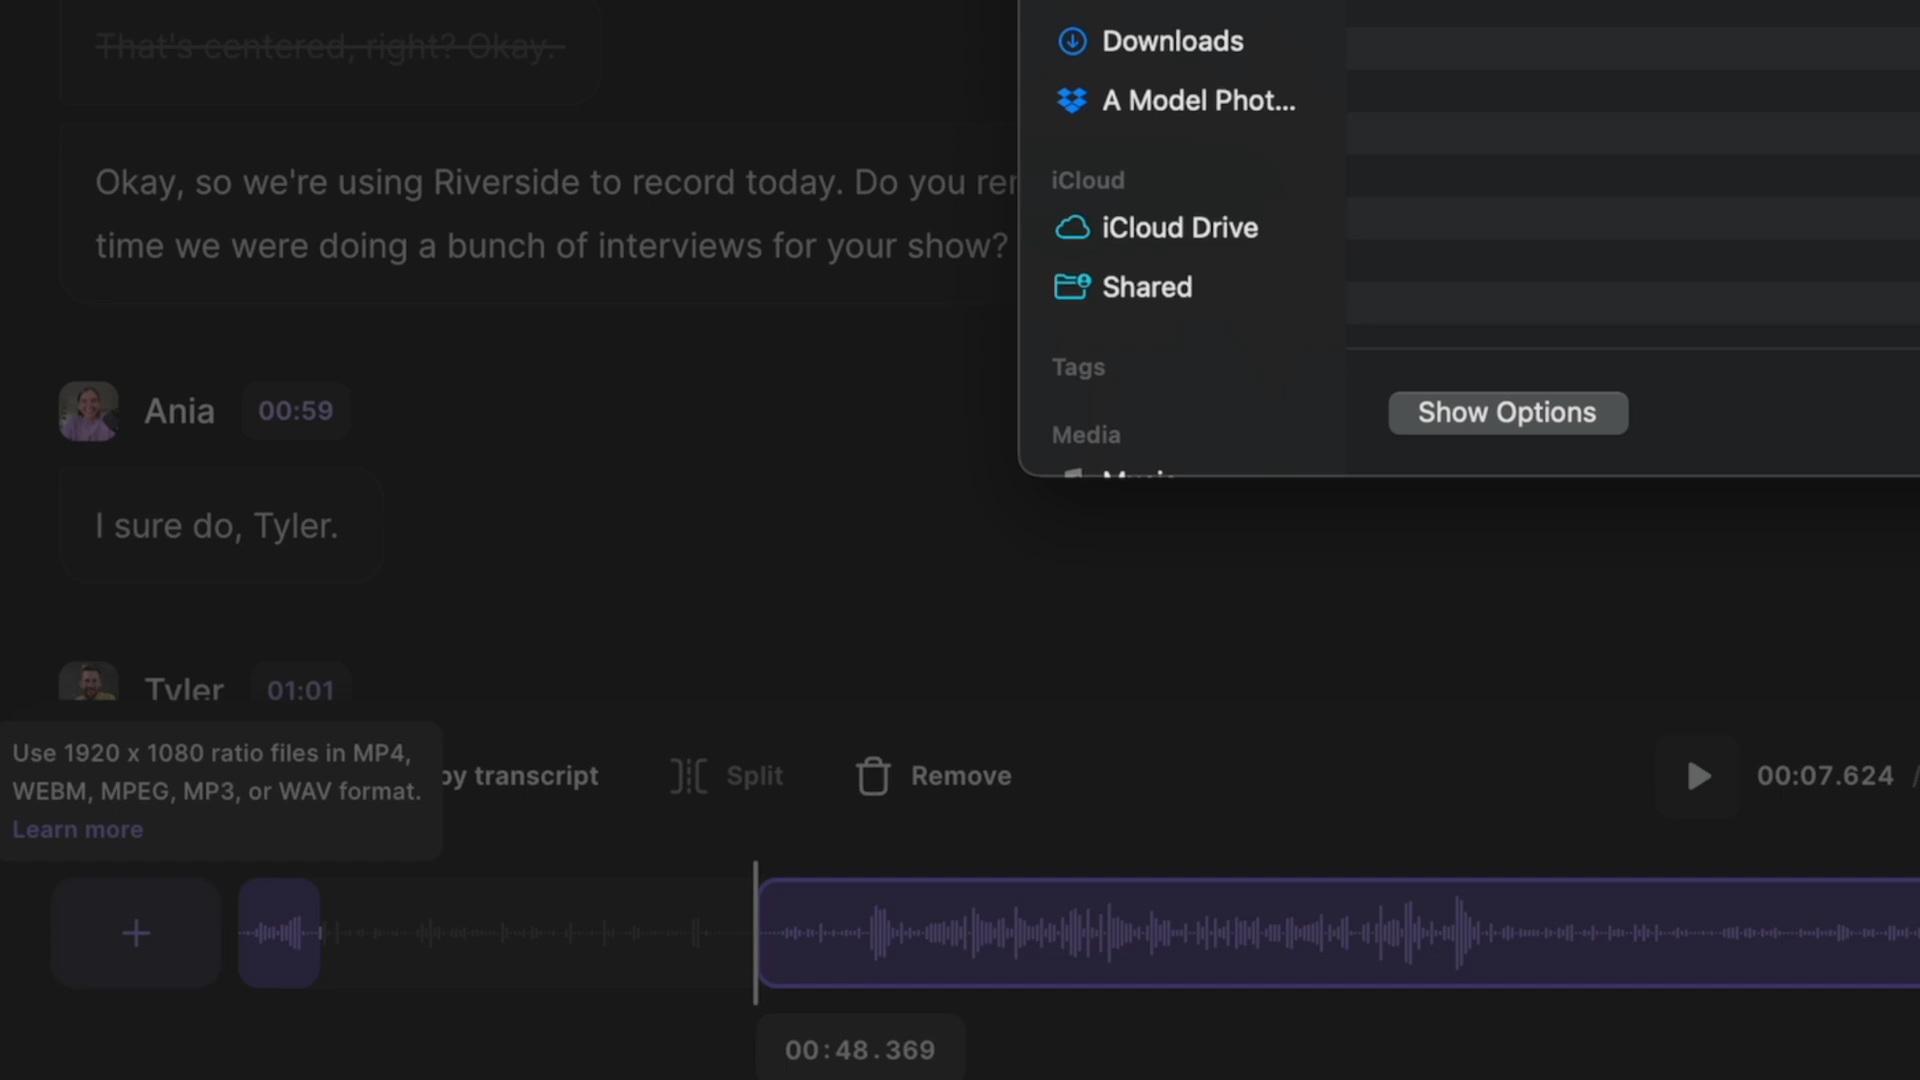 That's centered, right? Okay.
Okay, so we're using Riverside to record today. Do you
time we were doing a bunch of interviews for your show?
Ania 00:59
I sure do, Tyler.
Tyler 01:01
Downloads
A Model Phot...
iCloud
iCloud Drive
Shared
Tags
Media
Show Options
Use 1920 x 1080 ratio files in MP4,
WEBM, MPEG, MP3, or WAV format.
Learn more
by transcript
Split
Remove
00:07.624 /
00:48.369